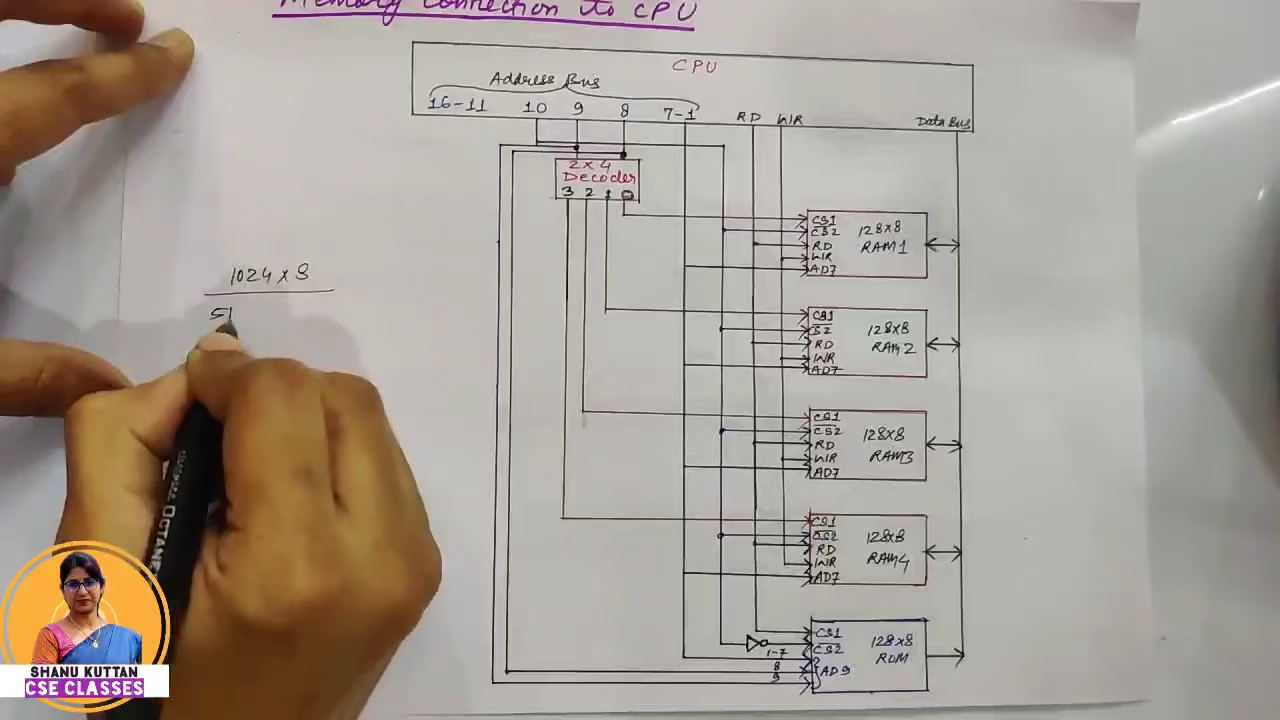 Memory Connection to CPU
CPU
Address Bus
16-11 10 9 8 7-1 RD WR Data Bus
2x4
Decoder
3 2 1 0
CS1
CS2
RD
WR
AD7
128x8
RAM1
CS1
S2
RD
WR
AD7
128x8
RAM2
CS1
CS2
RD
WR
AD7
128x8
RAM3
CS1
CS2
RD
WR
AD7
128x8
RAM4
CS1
CS2
1-7
8
9
AD9
128x8
ROM
1024 x 8
51
SHANU KUTTAN
CSE CLASSES